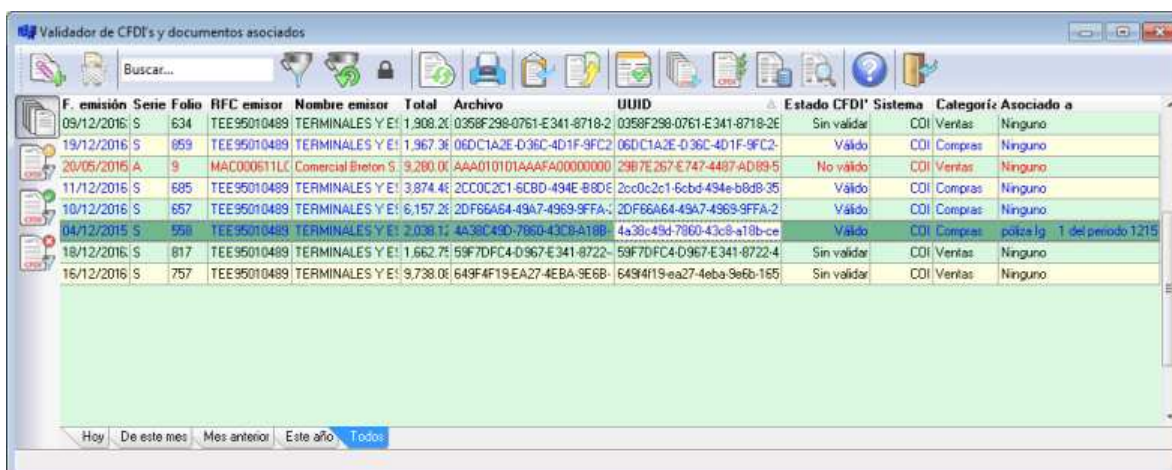 Validador de CFDI's y documentos asociados
Buscar...
F. emisión Serie Folio RFC emisor Nombre emisor Total Archivo UUID Estado CFDI' Sistema Categoría Asociado a
09/12/2016 S 634 TEE95010489 TERMINALES Y E 1,908.2 0358F298-0761-E341-8718-2 0358F298-0761-E341-8718-2E Sin validar COI Ventas Ninguno
19/12/2016 S 859 TEE95010489 TERMINALES Y E 1,967.3 06DC1A2E-D36C-4D1F-9FC2 06DC1A2E-D36C-4D1F-9FC2- Válido COI Compras Ninguno
20/05/2015 A 9 MAC000611L Comercial Breton S. 9,280.0 AAA010101AAAFA00000000 29B7E267-E747-4487-AD89-5 No válido COI Ventas Ninguno
11/12/2016 S 685 TEE95010489 TERMINALES Y E 3,874.4 2CC0C2C1-6CBD-494E-B8D 2cc0c2c1-6cbd-494e-b8d8-35 Válido COI Compras Ninguno
10/12/2016 S 657 TEE95010489 TERMINALES Y E 6,157.2 2DF66A64-49A7-4969-9FFA- 2DF66A64-49A7-4969-9FFA-2 Válido COI Compras Ninguno
04/12/2015 S 558 TEE95010489 TERMINALES Y E 2,038.1 4A38C49D-7860-43C8-A18B- 4a38c49d-7860-43c8-a18b-ce Válido COI Compras póliza Ig 1 del periodo 1215
18/12/2016 S 817 TEE95010489 TERMINALES Y E 1,662.7 59F7DFC4-D967-E341-8722- 59F7DFC4-D967-E341-8722-4 Sin validar COI Ventas Ninguno
16/12/2016 S 757 TEE95010489 TERMINALES Y E 9,738.0 649F4F19-EA27-4EBA-9E6B- 649f4f19-ea27-4eba-9e6b-165 Sin validar COI Ventas Ninguno
Hoy De este mes Mes anterior Este año Todos